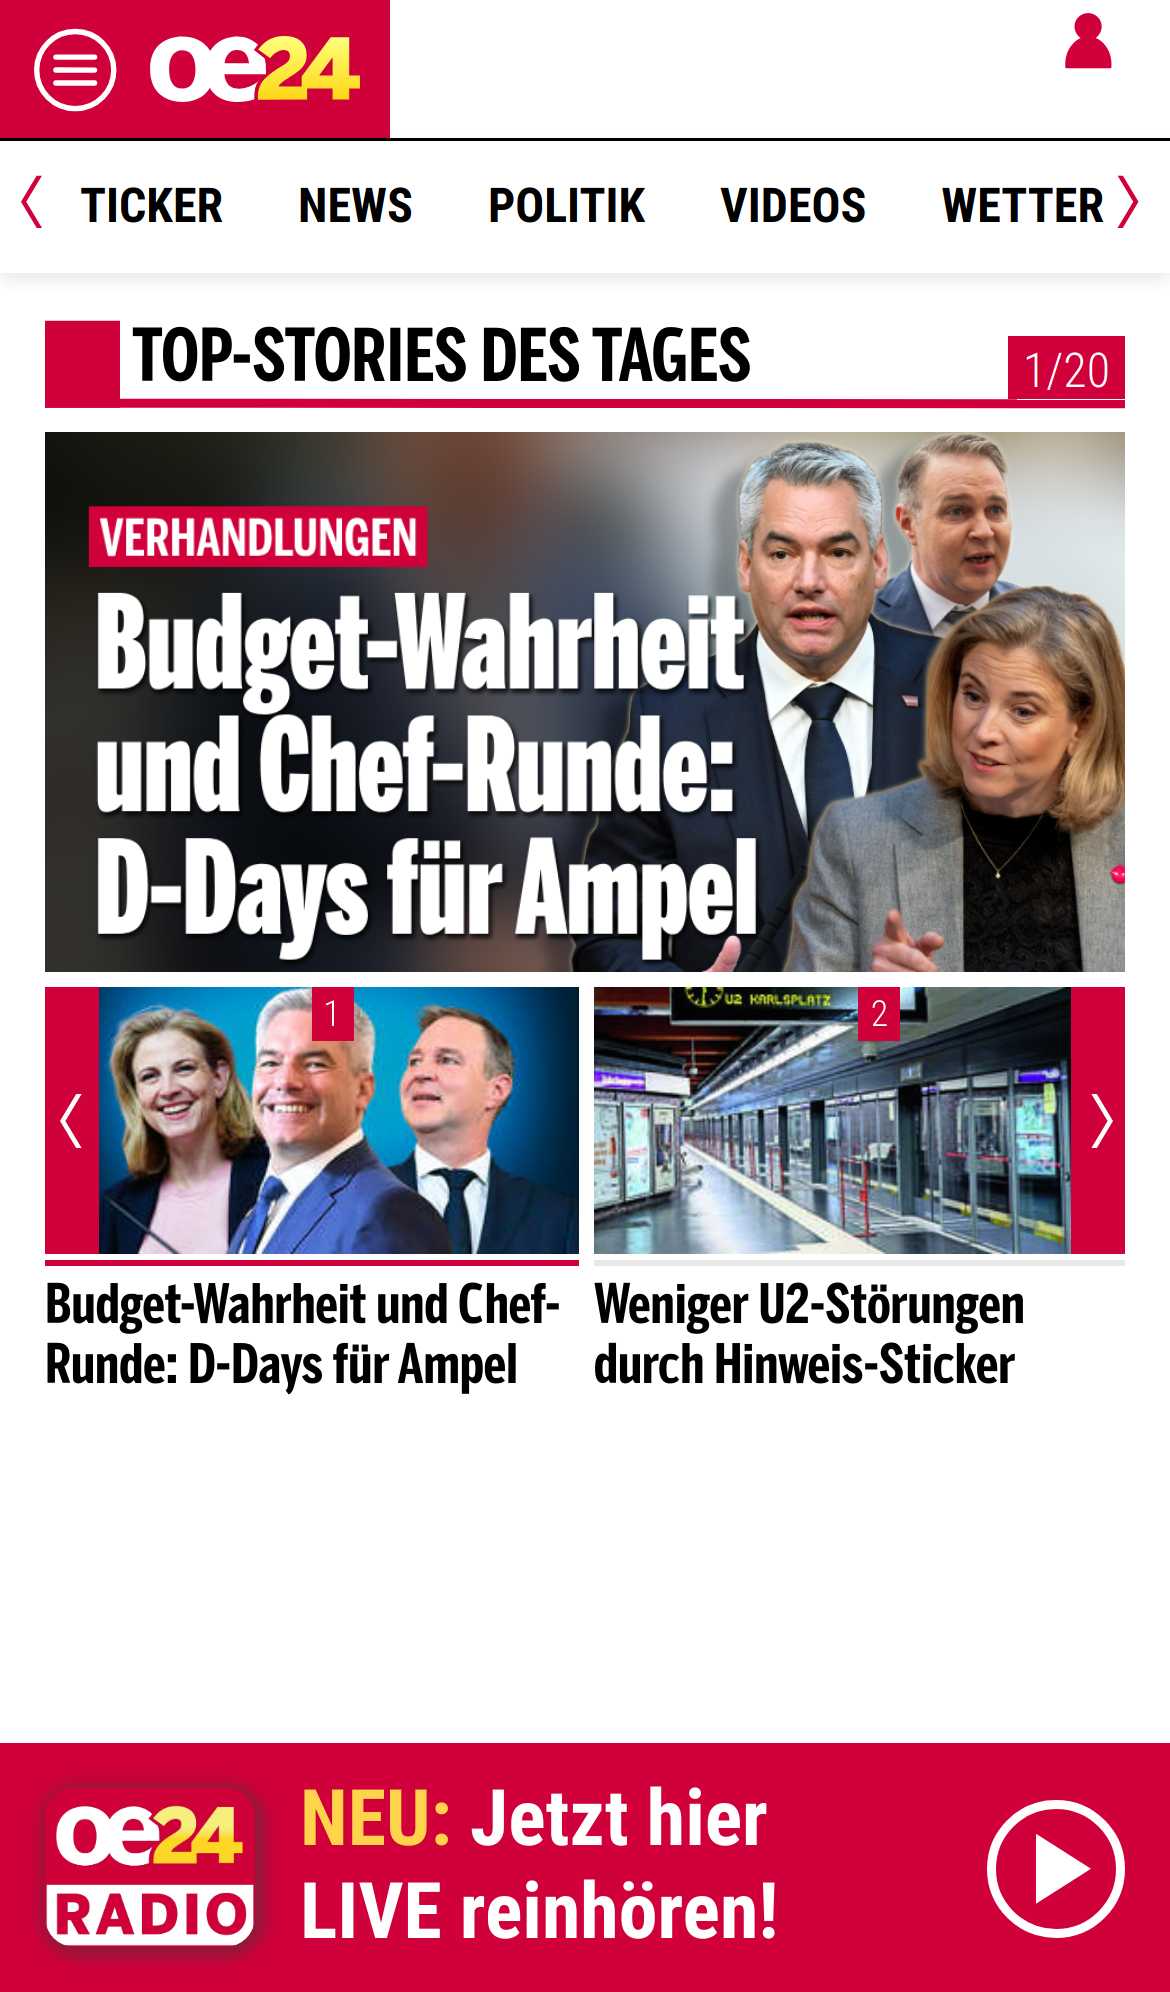 oe24
TICKER NEWS POLITIK VIDEOS WETTER
TOP-STORIES DES TAGES
1/20
VERHANDLUNGEN
Budget-Wahrheit
und Chef-Runde:
D-Days für Ampel
1
U2 KARLSPLATZ
2
Budget-Wahrheit und Chef-
Runde: D-Days für Ampel
Weniger U2-Störungen
durch Hinweis-Sticker
oe24
RADIO
NEU: Jetzt hier
LIVE reinhören!